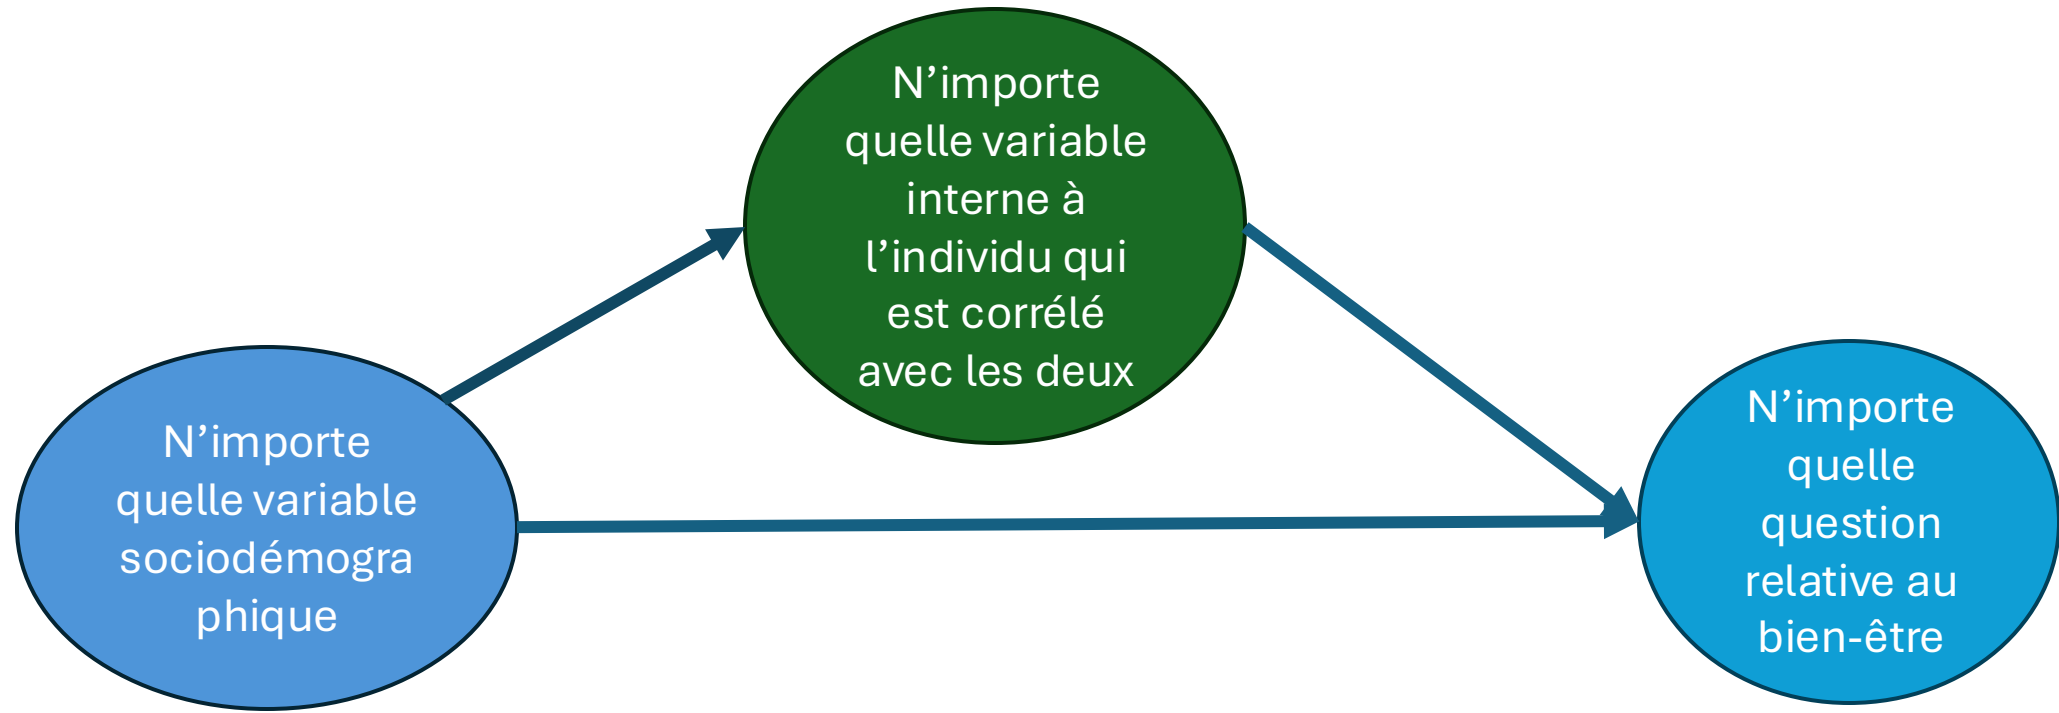 N’importe
quelle variable
interne à
l’individu qui
est corrélé
avec les deux
N’importe
quelle variable
sociodémogra
phique
N’importe
quelle
question
relative au
bien-être